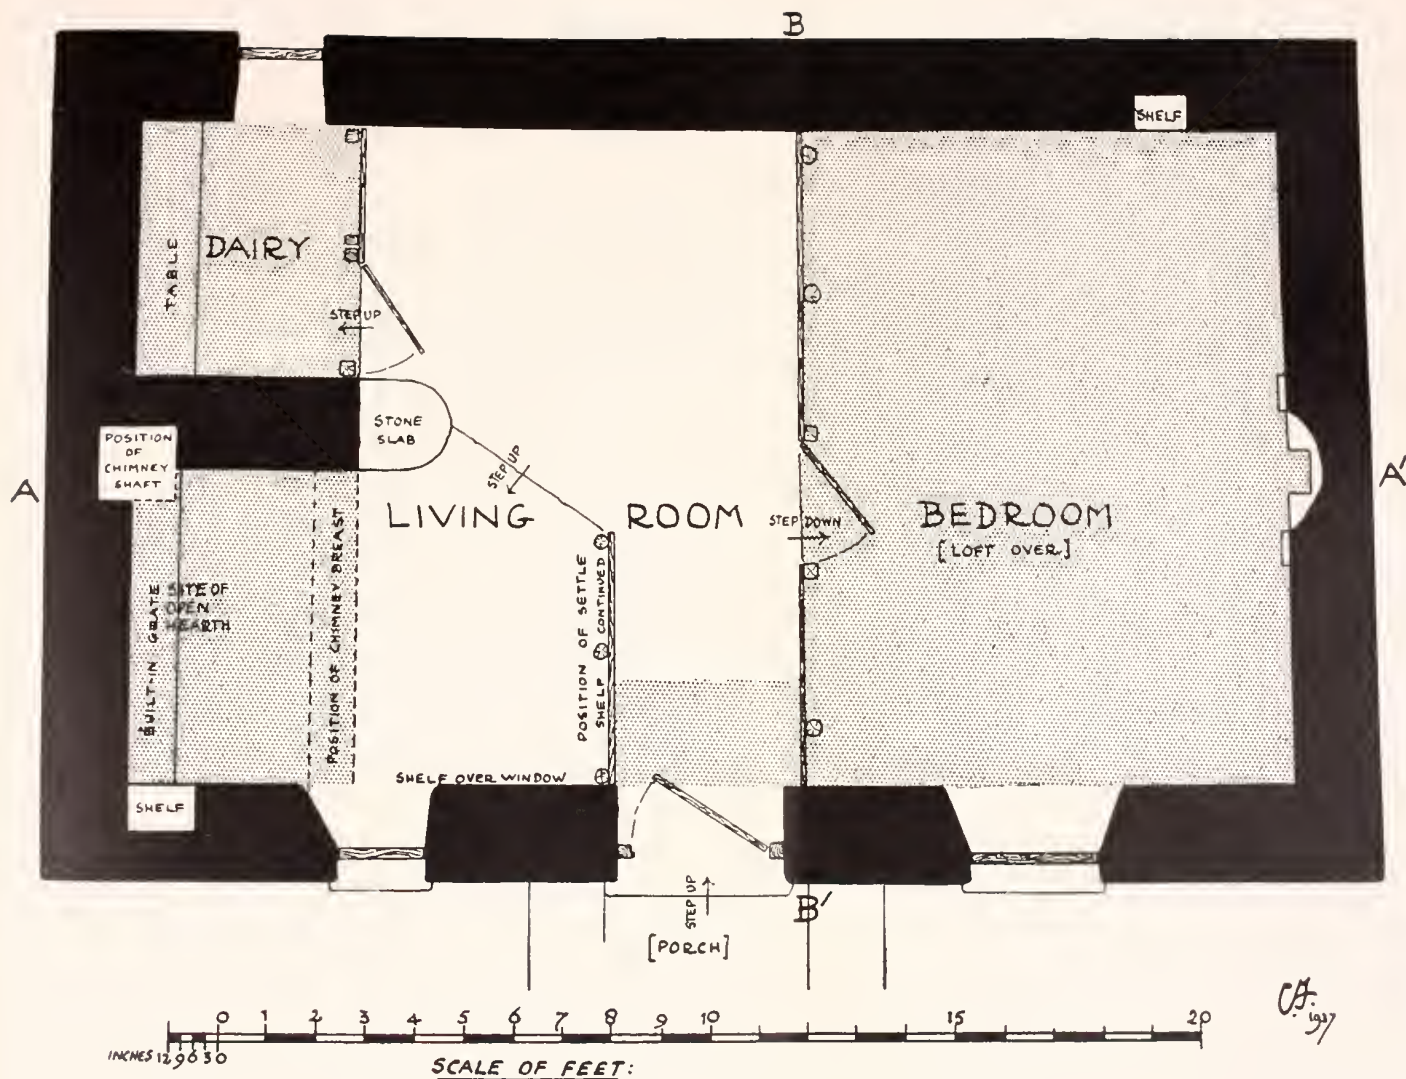 B
SHELF
TABLE
DAIRY
STEP UP
STONE
SLAB
POSITION
OF
CHIMNEY
SHAFT
STEP UP
A
A'
LIVING ROOM
STEP DOWN
BEDROOM
[LOFT OVER]
BUILT-IN GRATE
SITE OF
OPEN
HEARTH
POSITION OF CHIMNEY BREAST
POSITION OF SETTLE
SHELF CONTINUED
SHELF OVER WINDOW
SHELF
STEP UP
B'
[PORCH]
0 1 2 3 4 5 6 7 8 9 10 15 20
INCHES 12 9 6 3 0
SCALE OF FEET:
1937